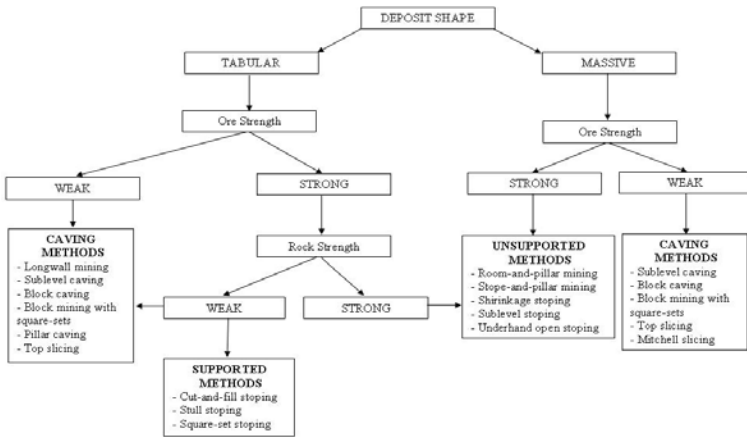 DEPOSIT SHAPE
TABULAR
MASSIVE
Ore Strength
Ore Strength
WEAK
STRONG
STRONG
WEAK
CAVING
METHODS
- Longwall mining
- Sublevel caving
- Block caving
- Block mining with
square-sets
- Pillar caving
- Top slicing
Rock Strength
WEAK
STRONG
UNSUPPORTED
METHODS
- Room-and-pillar mining
- Stope-and-pillar mining
- Shirinkage stoping
- Sublevel stoping
- Underhand open stoping
CAVING
METHODS
- Sublevel caving
- Block caving
- Block mining with
square-sets
- Top slicing
- Mitchell slicing
SUPPORTED
METHODS
- Cut-and-fill stoping
- Stull stoping
- Square-set stoping